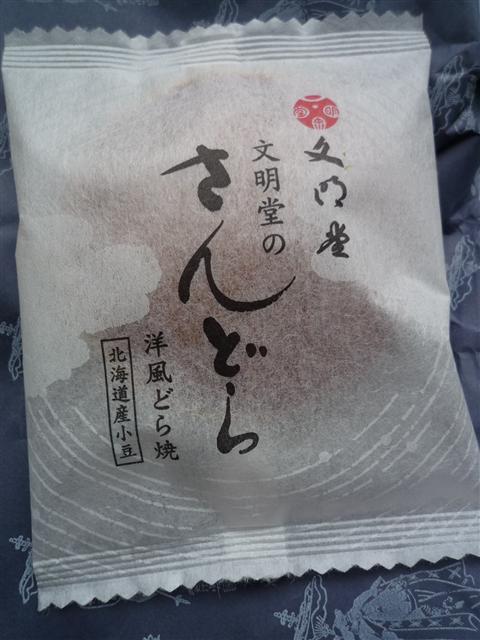 文明堂
文明堂の
さんどら
洋風どら焼
北海道産小豆